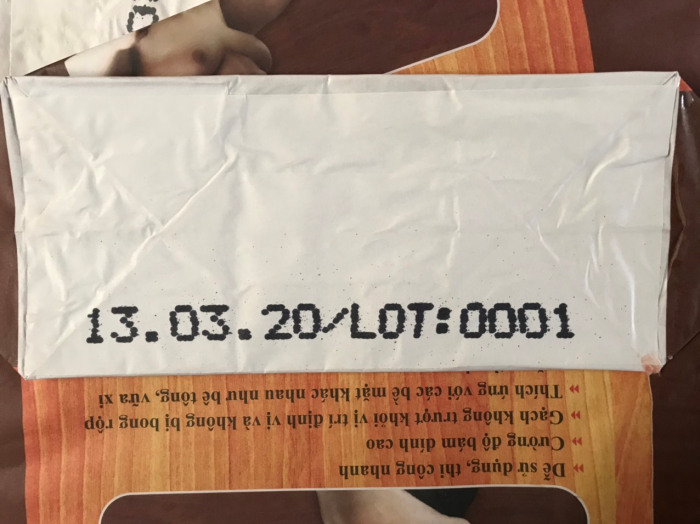 13.03.20/LOT:0001
Dễ sử dụng, thi công nhanh
Cường độ bám dính cao
Gạch không trượt khỏi vị trí định vị và không bị bong rộp
Thích ứng với các bề mặt khác nhau như bê tông, vữa xi